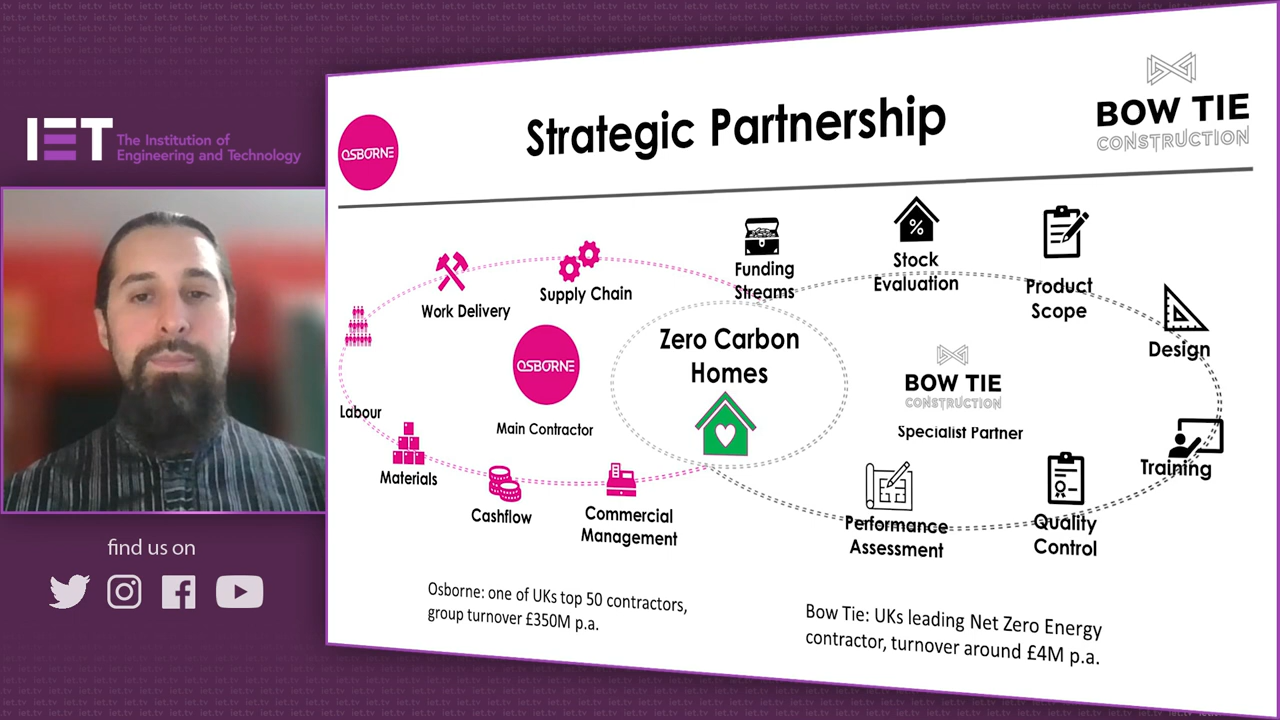 iet.tv
IET The Institution of
Engineering and Technology
find us on
OSBORNE
Strategic Partnership
BOW TIE
CONSTRUCTION
Work Delivery
Supply Chain
Funding
Streams
Stock
Evaluation
Product
Scope
Design
Training
Quality
Control
Performance
Assessment
Commercial
Management
Cashflow
Materials
Labour
OSBORNE
Main Contractor
Zero Carbon
Homes
BOW TIE
CONSTRUCTION
Specialist Partner
Osborne: one of UKs top 50 contractors,
group turnover £350M p.a.
Bow Tie: UKs leading Net Zero Energy
contractor, turnover around £4M p.a.